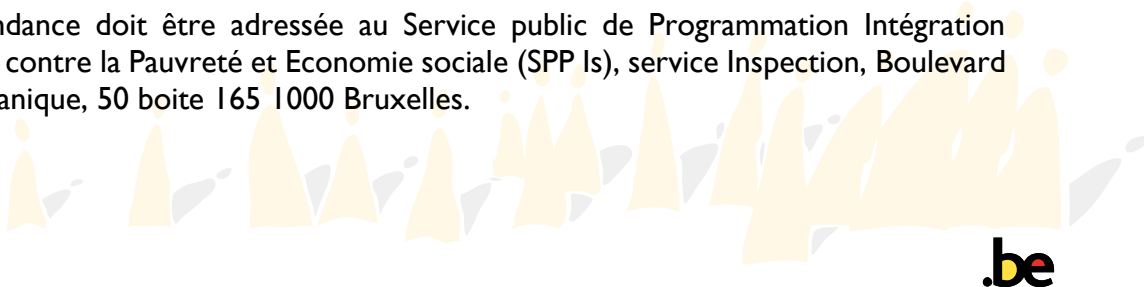 ndance doit être adressée au Service public de Programmation Intégration
contre la Pauvreté et Economie sociale (SPP Is), service Inspection, Boulevard
anique, 50 boite 165 1000 Bruxelles.
.be